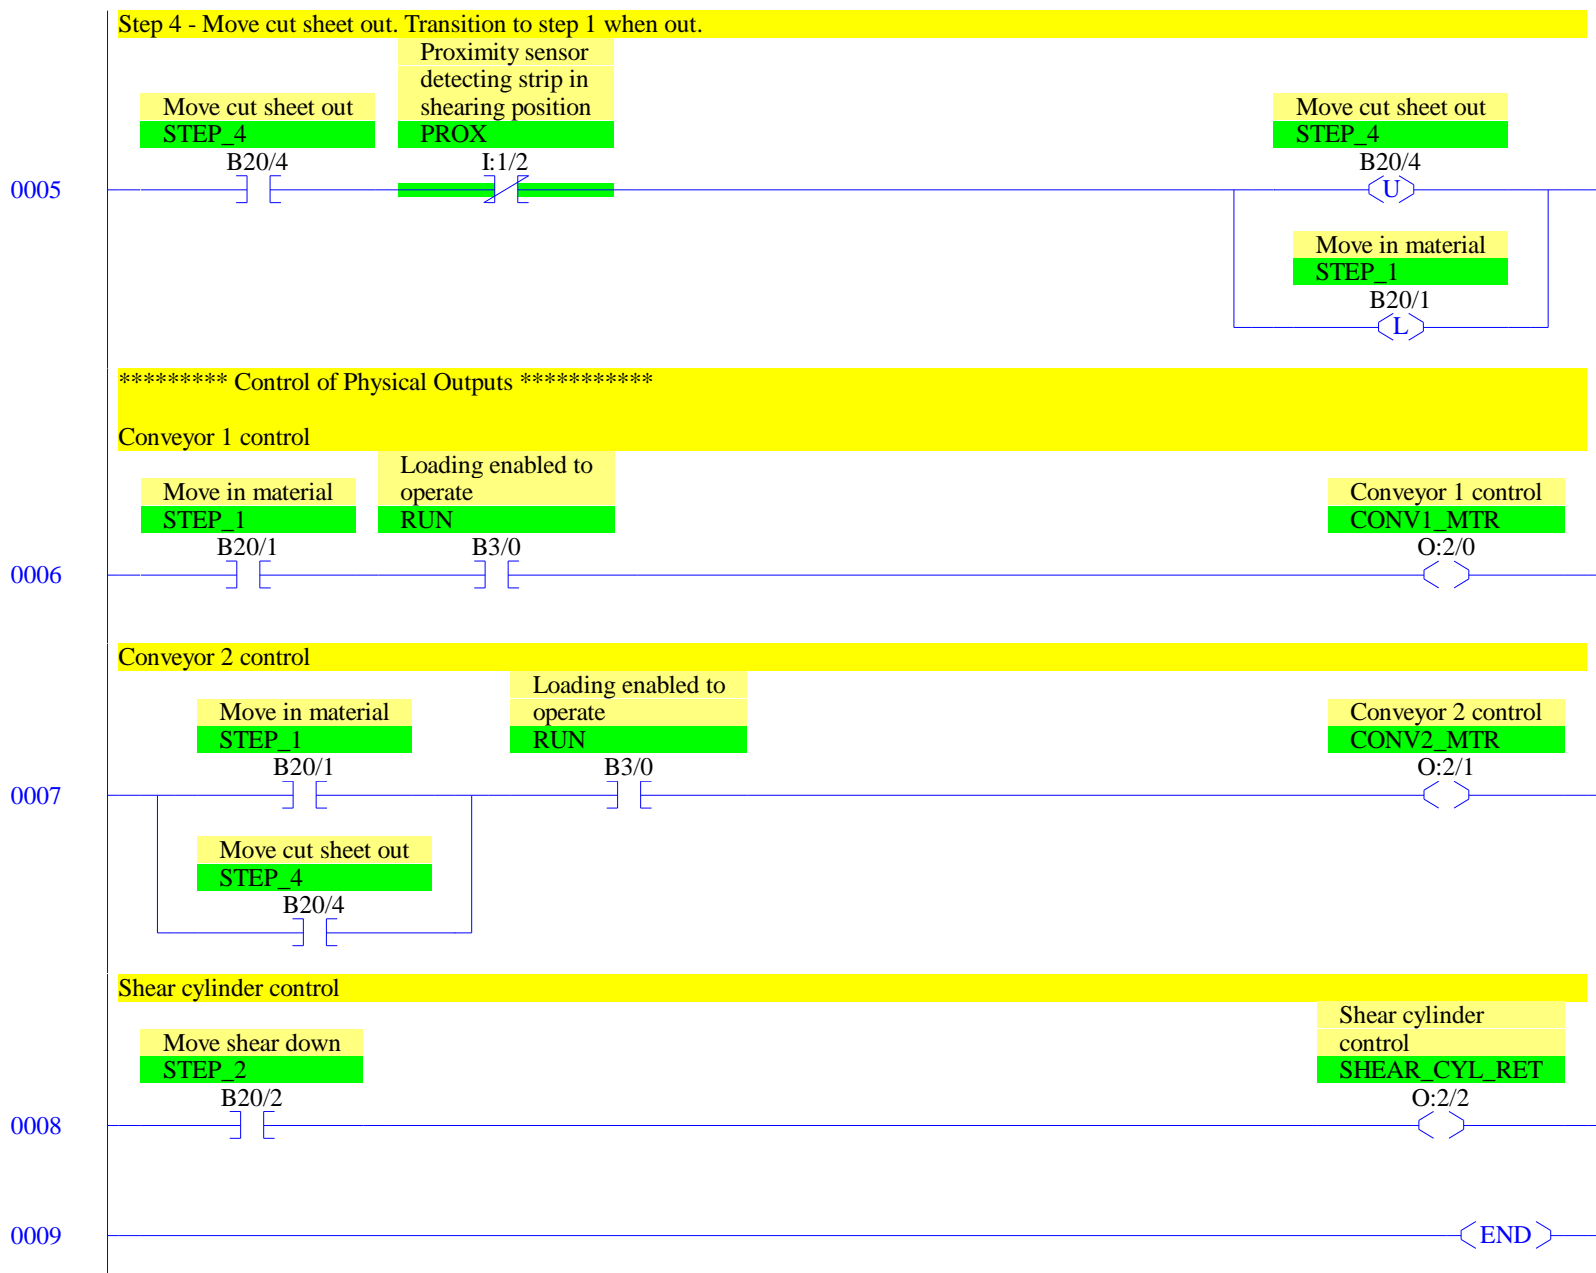 Step 4 - Move cut sheet out. Transition to step 1 when out.
Move cut sheet out
STEP_4
B20/4
Proximity sensor
detecting strip in
shearing position
PROX
I:1/2
Move cut sheet out
STEP_4
B20/4
U
0005
Move in material
STEP_1
B20/1
L
********* Control of Physical Outputs ***********
Conveyor 1 control
Move in material
STEP_1
B20/1
Loading enabled to
operate
RUN
B3/0
Conveyor 1 control
CONV1_MTR
O:2/0
0006
Conveyor 2 control
Move in material
STEP_1
B20/1
Loading enabled to
operate
RUN
B3/0
Conveyor 2 control
CONV2_MTR
O:2/1
0007
Move cut sheet out
STEP_4
B20/4
Shear cylinder control
Move shear down
STEP_2
B20/2
Shear cylinder
control
SHEAR_CYL_RET
O:2/2
0008
0009
END